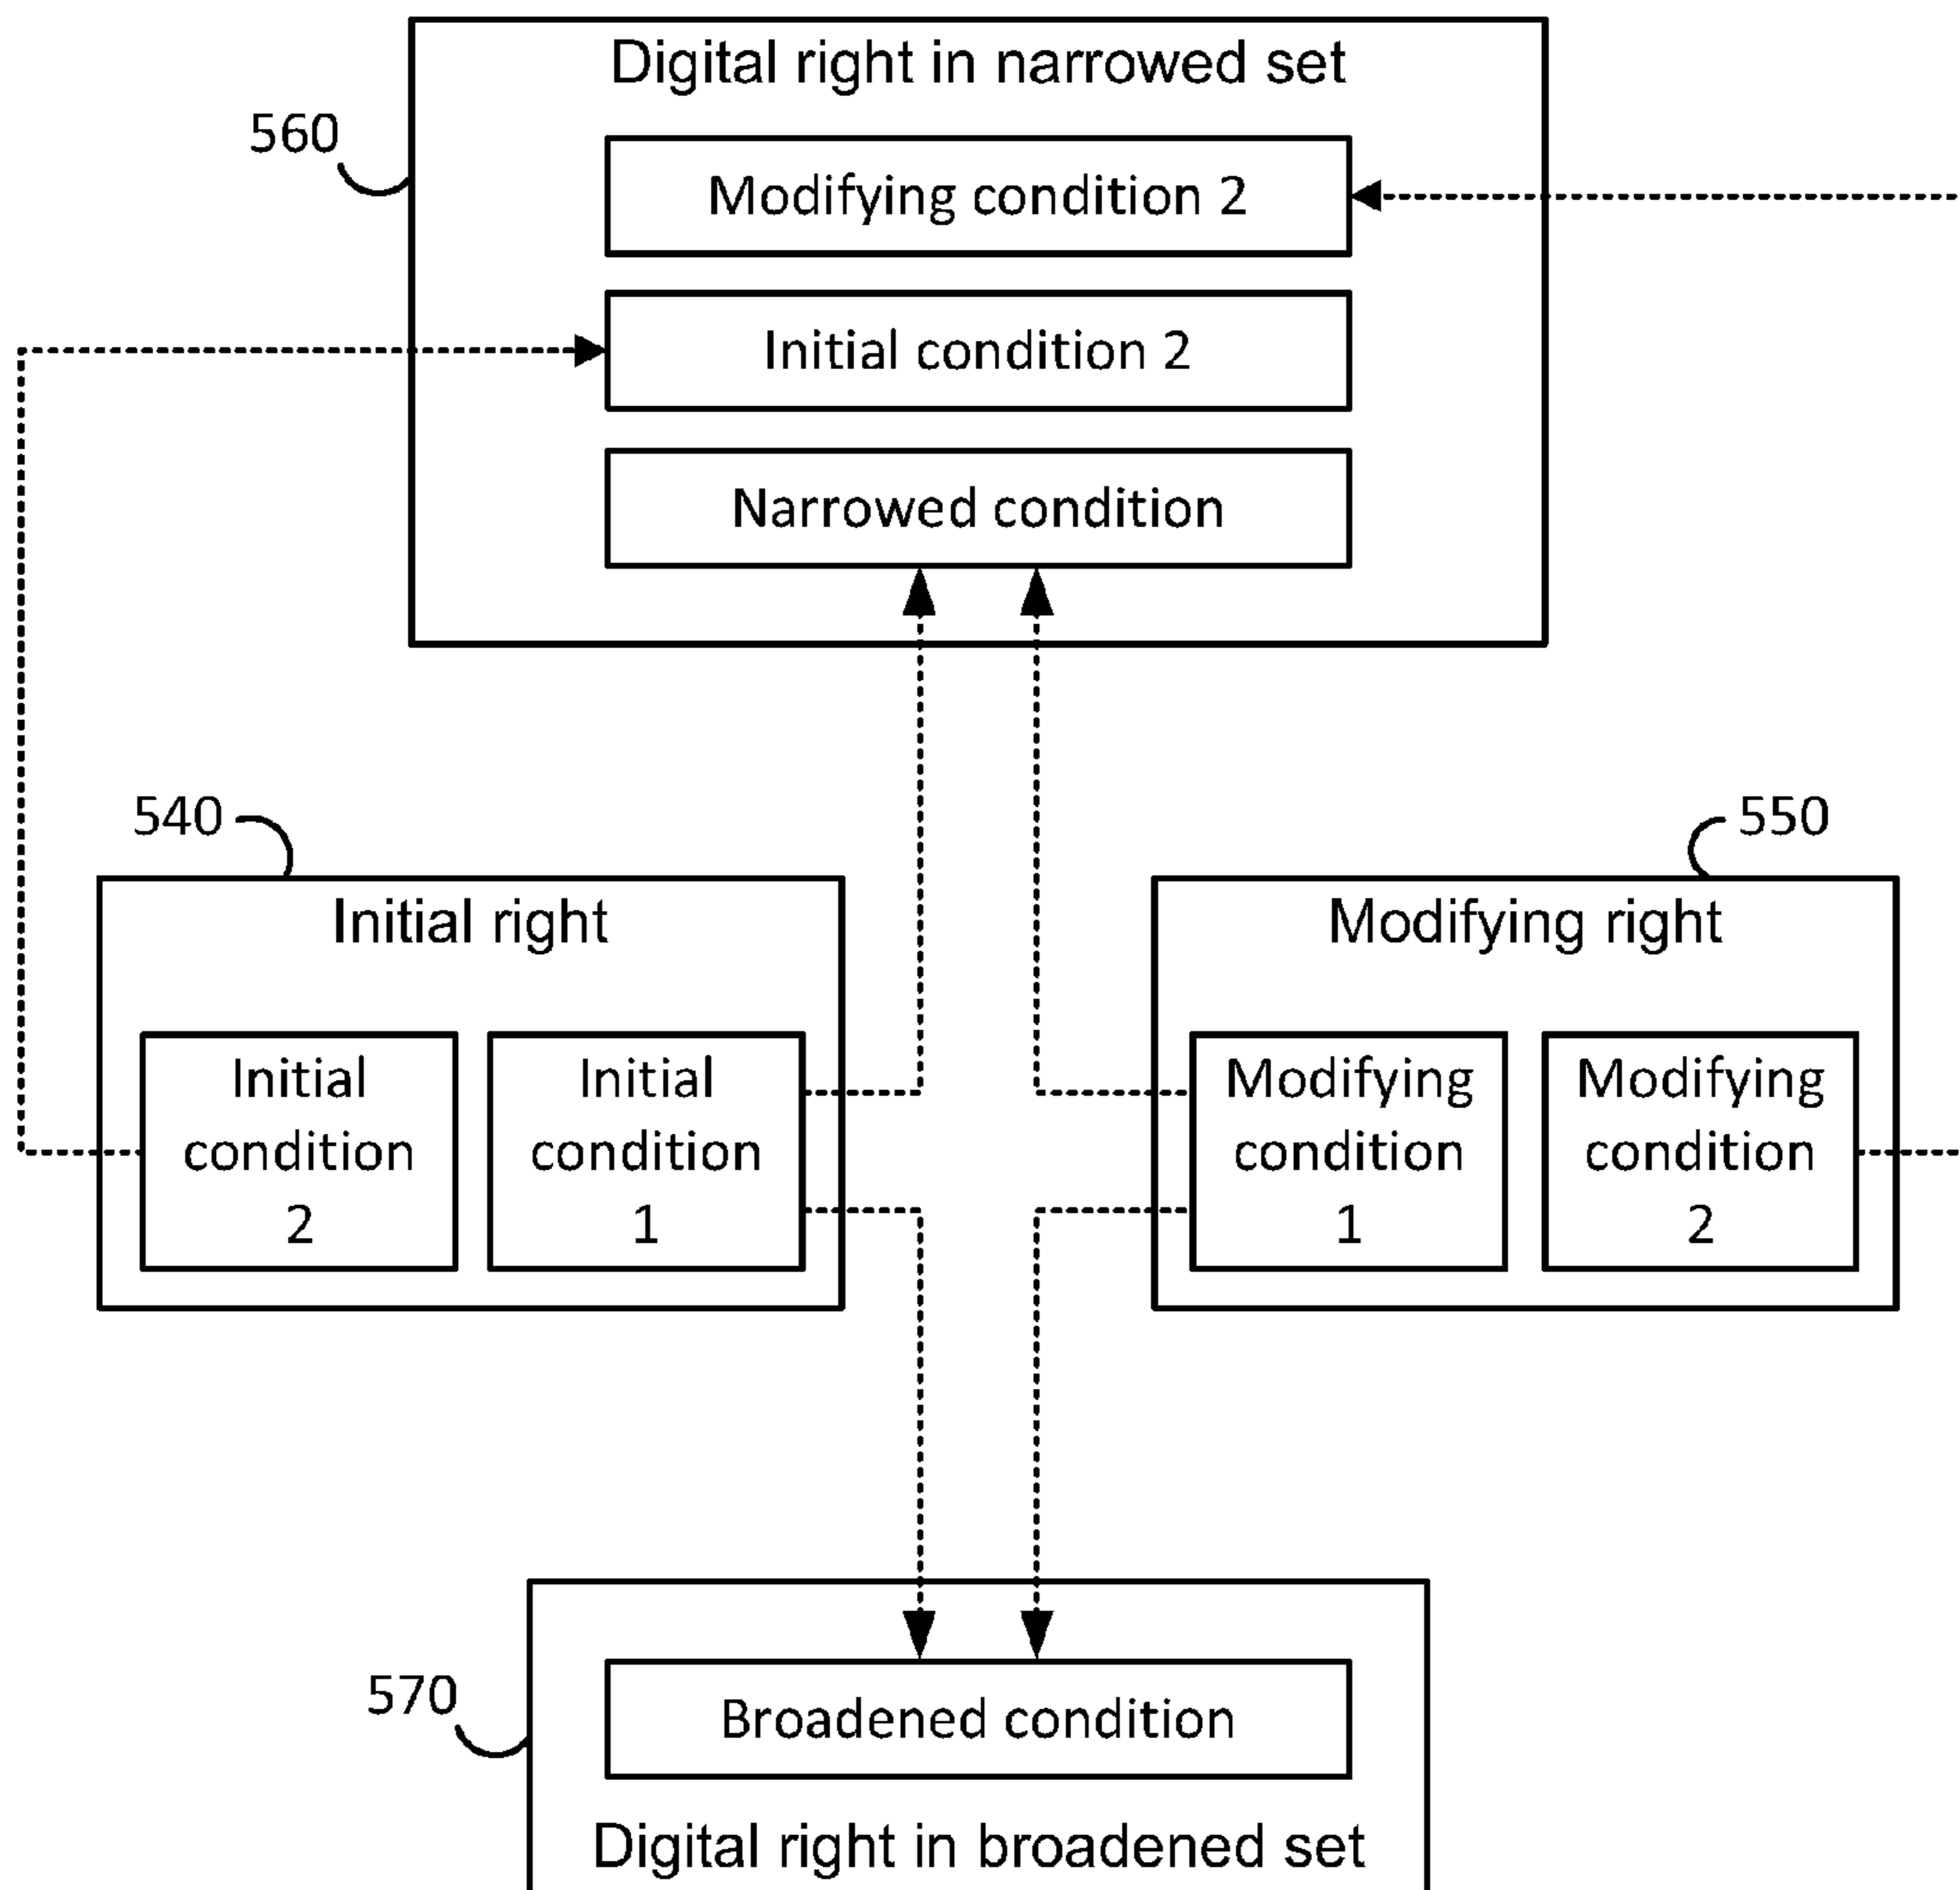 Digital right in narrowed set
560
Modifying condition 2
Initial condition 2
Narrowed condition
540
550
Initial right
Modifying right
Initial
condition
2
Initial
condition
1
Modifying
condition
1
Modifying
condition
2
570
Broadened condition
Digital right in broadened set